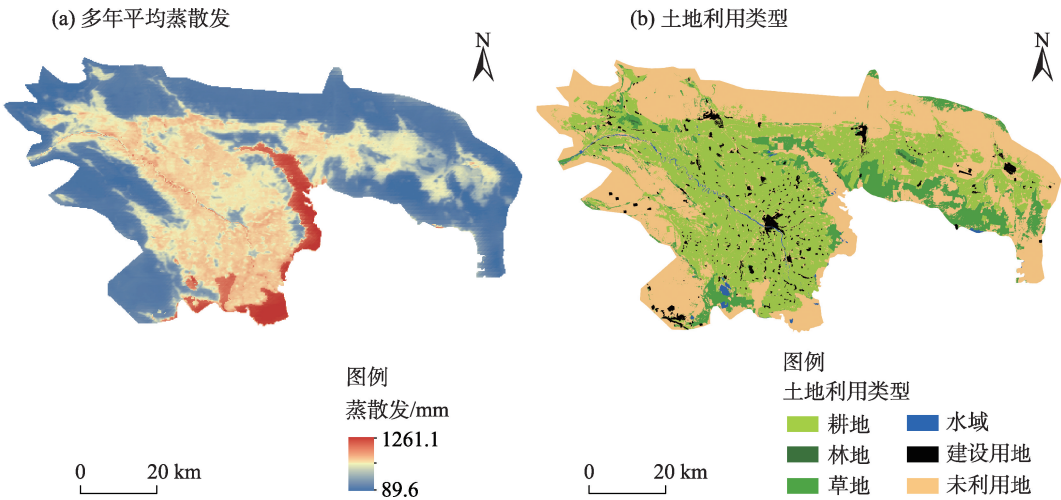 (a) 多年平均蒸散发
(b) 土地利用类型
N
N
图例
蒸散发/mm
1261.1
89.6
0 20 km
图例
土地利用类型
耕地
水域
林地
建设用地
草地
未利用地
0 20 km